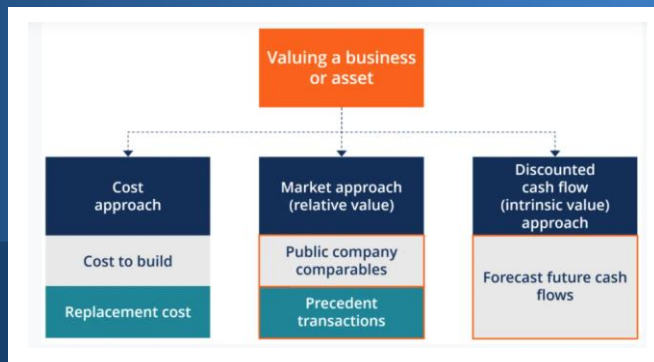 Valuing a business
or asset
Cost
approach
Cost to build
Replacement cost
Market approach
(relative value)
Public company
comparables
Precedent
transactions
Discounted
cash flow
(intrinsic value)
approach
Forecast future cash
flows